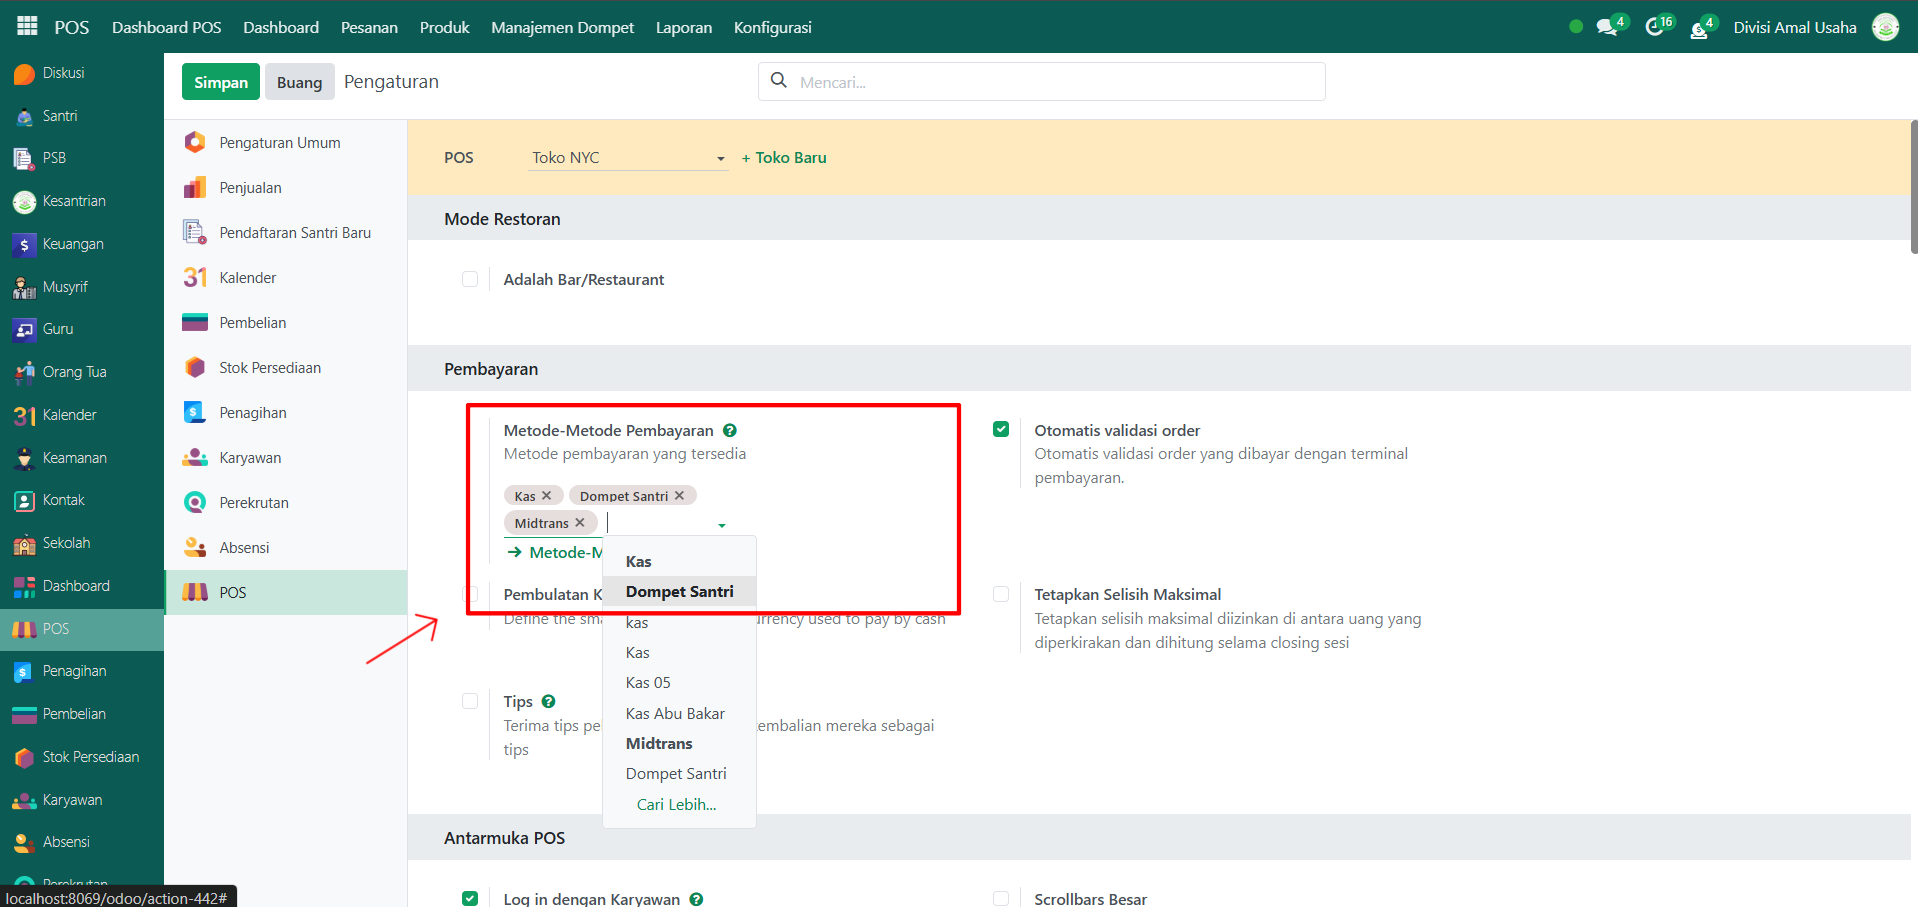 POS Dashboard POS Dashboard Pesanan Produk Manajemen Dompet Laporan Konfigurasi 4 16 4 Divisi Amal Usaha
Diskusi
Santri
PSB
Kesantrian
Keuangan
Musyrif
Guru
Orang Tua
Kalender
Keamanan
Kontak
Sekolah
Dashboard
POS
Penagihan
Pembelian
Stok Persediaan
Karyawan
Absensi
Perekrutan
localhost:8069/odoo/action-442#
Simpan Buang Pengaturan Mencari...
Pengaturan Umum
Penjualan
Pendaftaran Santri Baru
31 Kalender
Pembelian
Stok Persediaan
Penagihan
Karyawan
Perekrutan
Absensi
POS
POS Toko NYC + Toko Baru
Mode Restoran
Adalah Bar/Restaurant
Pembayaran
Metode-Metode Pembayaran ?
Metode pembayaran yang tersedia
Kas × Dompet Santri ×
Midtrans ×
→ Metode-M
Kas
Dompet Santri
kas
Kas
Kas 05
Kas Abu Bakar
Midtrans
Dompet Santri
Cari Lebih...
Otomatis validasi order
Otomatis validasi order yang dibayar dengan terminal
pembayaran.
Pembulatan K
Define the sma urrency used to pay by cash
Tetapkan Selisih Maksimal
Tetapkan selisih maksimal diizinkan di antara uang yang
diperkirakan dan dihitung selama closing sesi
Tips ?
Terima tips pe embalian mereka sebagai
tips
Antarmuka POS
Log in dengan Karyawan ?
Scrollbars Besar